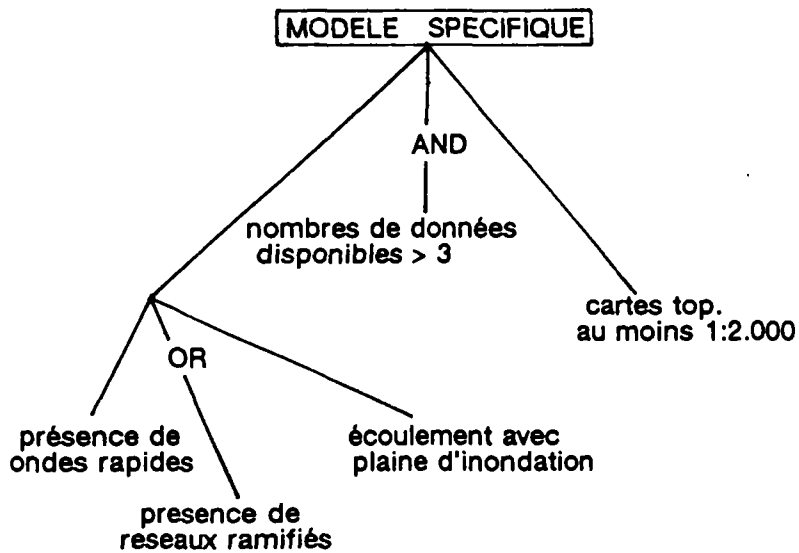 MODELE SPECIFIQUE
AND
nombres de données
disponibles > 3
cartes top.
au moins 1:2.000
OR
présence de
ondes rapides
écoulement avec
plaine d'inondation
presence de
reseaux ramifiés